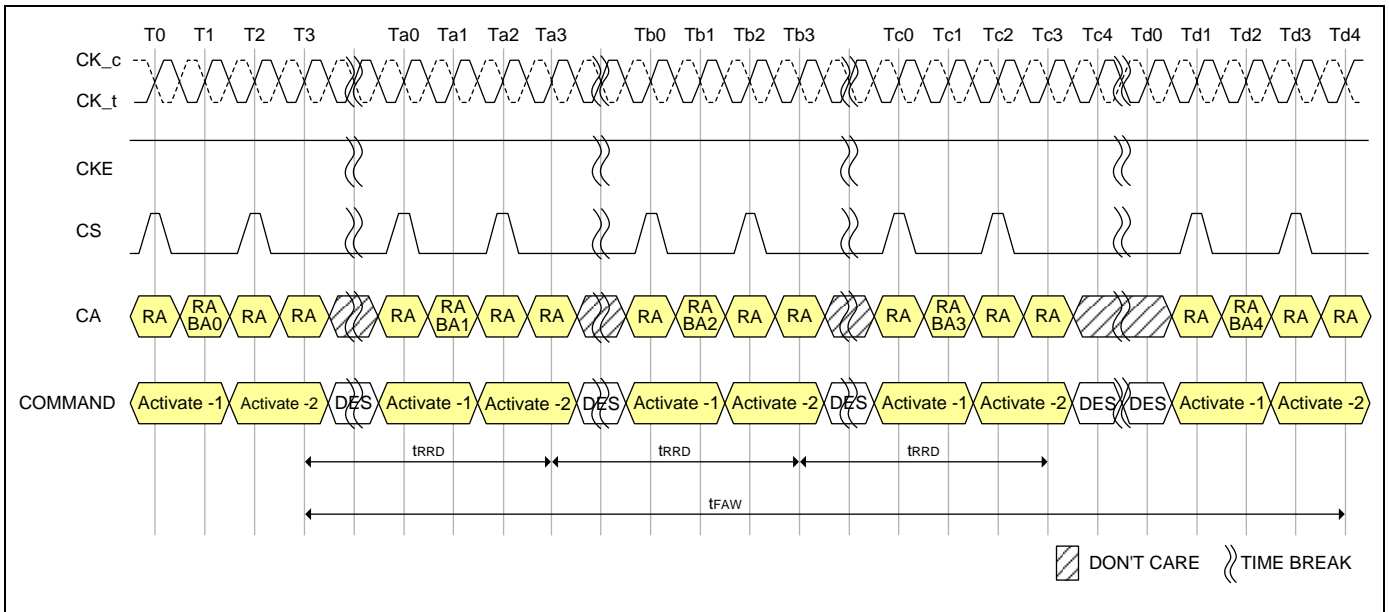 T0 T1 T2 T3 Ta0 Ta1 Ta2 Ta3 Tb0 Tb1 Tb2 Tb3 Tc0 Tc1 Tc2 Tc3 Tc4 Td0 Td1 Td2 Td3 Td4
CK_c
CK_t
CKE
CS
CA RA RA BA0 RA RA RA RA BA1 RA RA RA RA BA2 RA RA RA RA BA3 RA RA RA RA BA4 RA RA
COMMAND Activate -1 Activate -2 DES Activate -1 Activate -2 DES Activate -1 Activate -2 DES Activate -1 Activate -2 DES DES Activate -1 Activate -2
tRRD tRRD tRRD
tFAW
DON'T CARE TIME BREAK